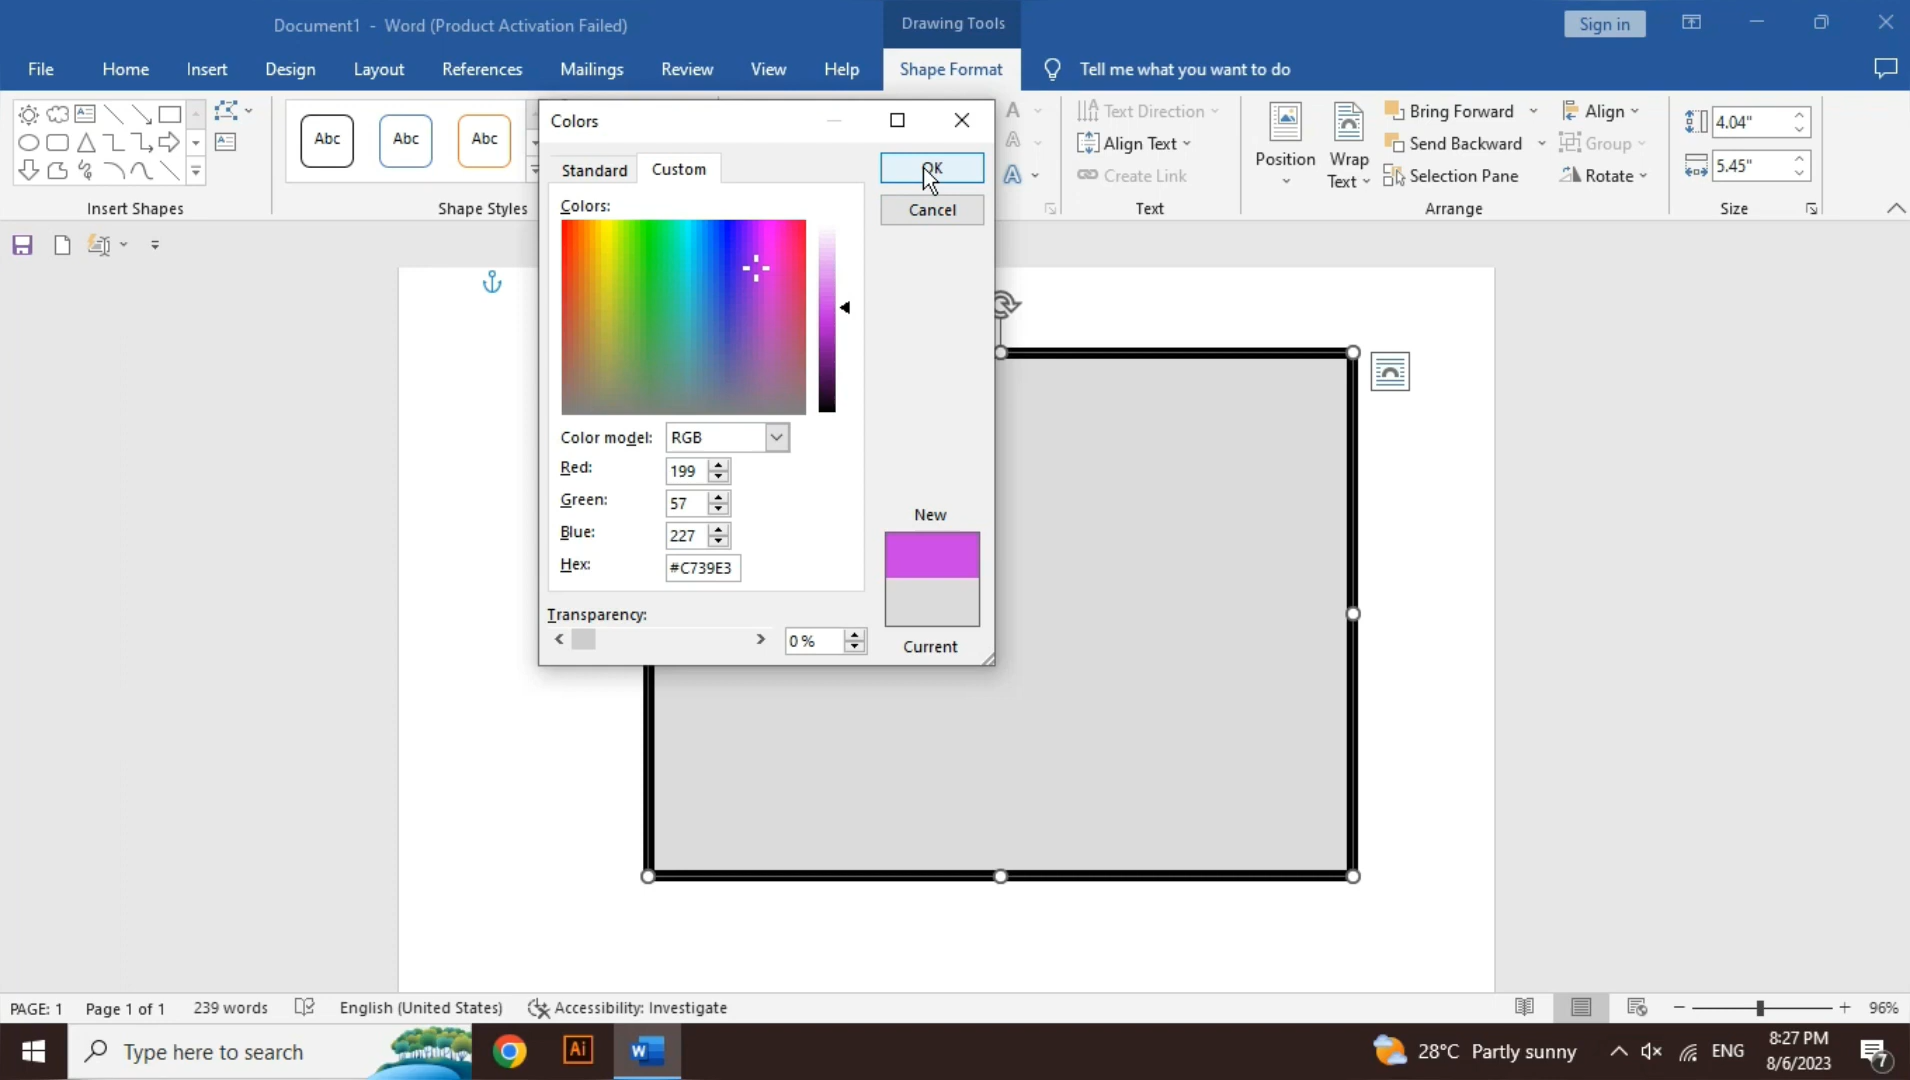 Document1 - Word (Product Activation Failed)
Drawing Tools
Sign in
File
Home
Insert
Design
Layout
References
Mailings
Review
View
Help
Shape Format
Tell me what you want to do
Abc
Abc
Abc
Insert Shapes
Shape Styles
A
A
A
Text Direction
Align Text
Create Link
Text
Position
Wrap
Text
Bring Forward
Send Backward
Selection Pane
Arrange
Align
Group
Rotate
4.04"
5.45"
Size
Colors
Standard
Custom
OK
Cancel
Colors:
Color model:
RGB
Red:
199
Green:
57
Blue:
227
Hex:
#C739E3
Transparency:
0 %
New
Current
PAGE: 1
Page 1 of 1
239 words
English (United States)
Accessibility: Investigate
96%
Type here to search
Ai
W
28°C Partly sunny
ENG
8:27 PM
8/6/2023
7